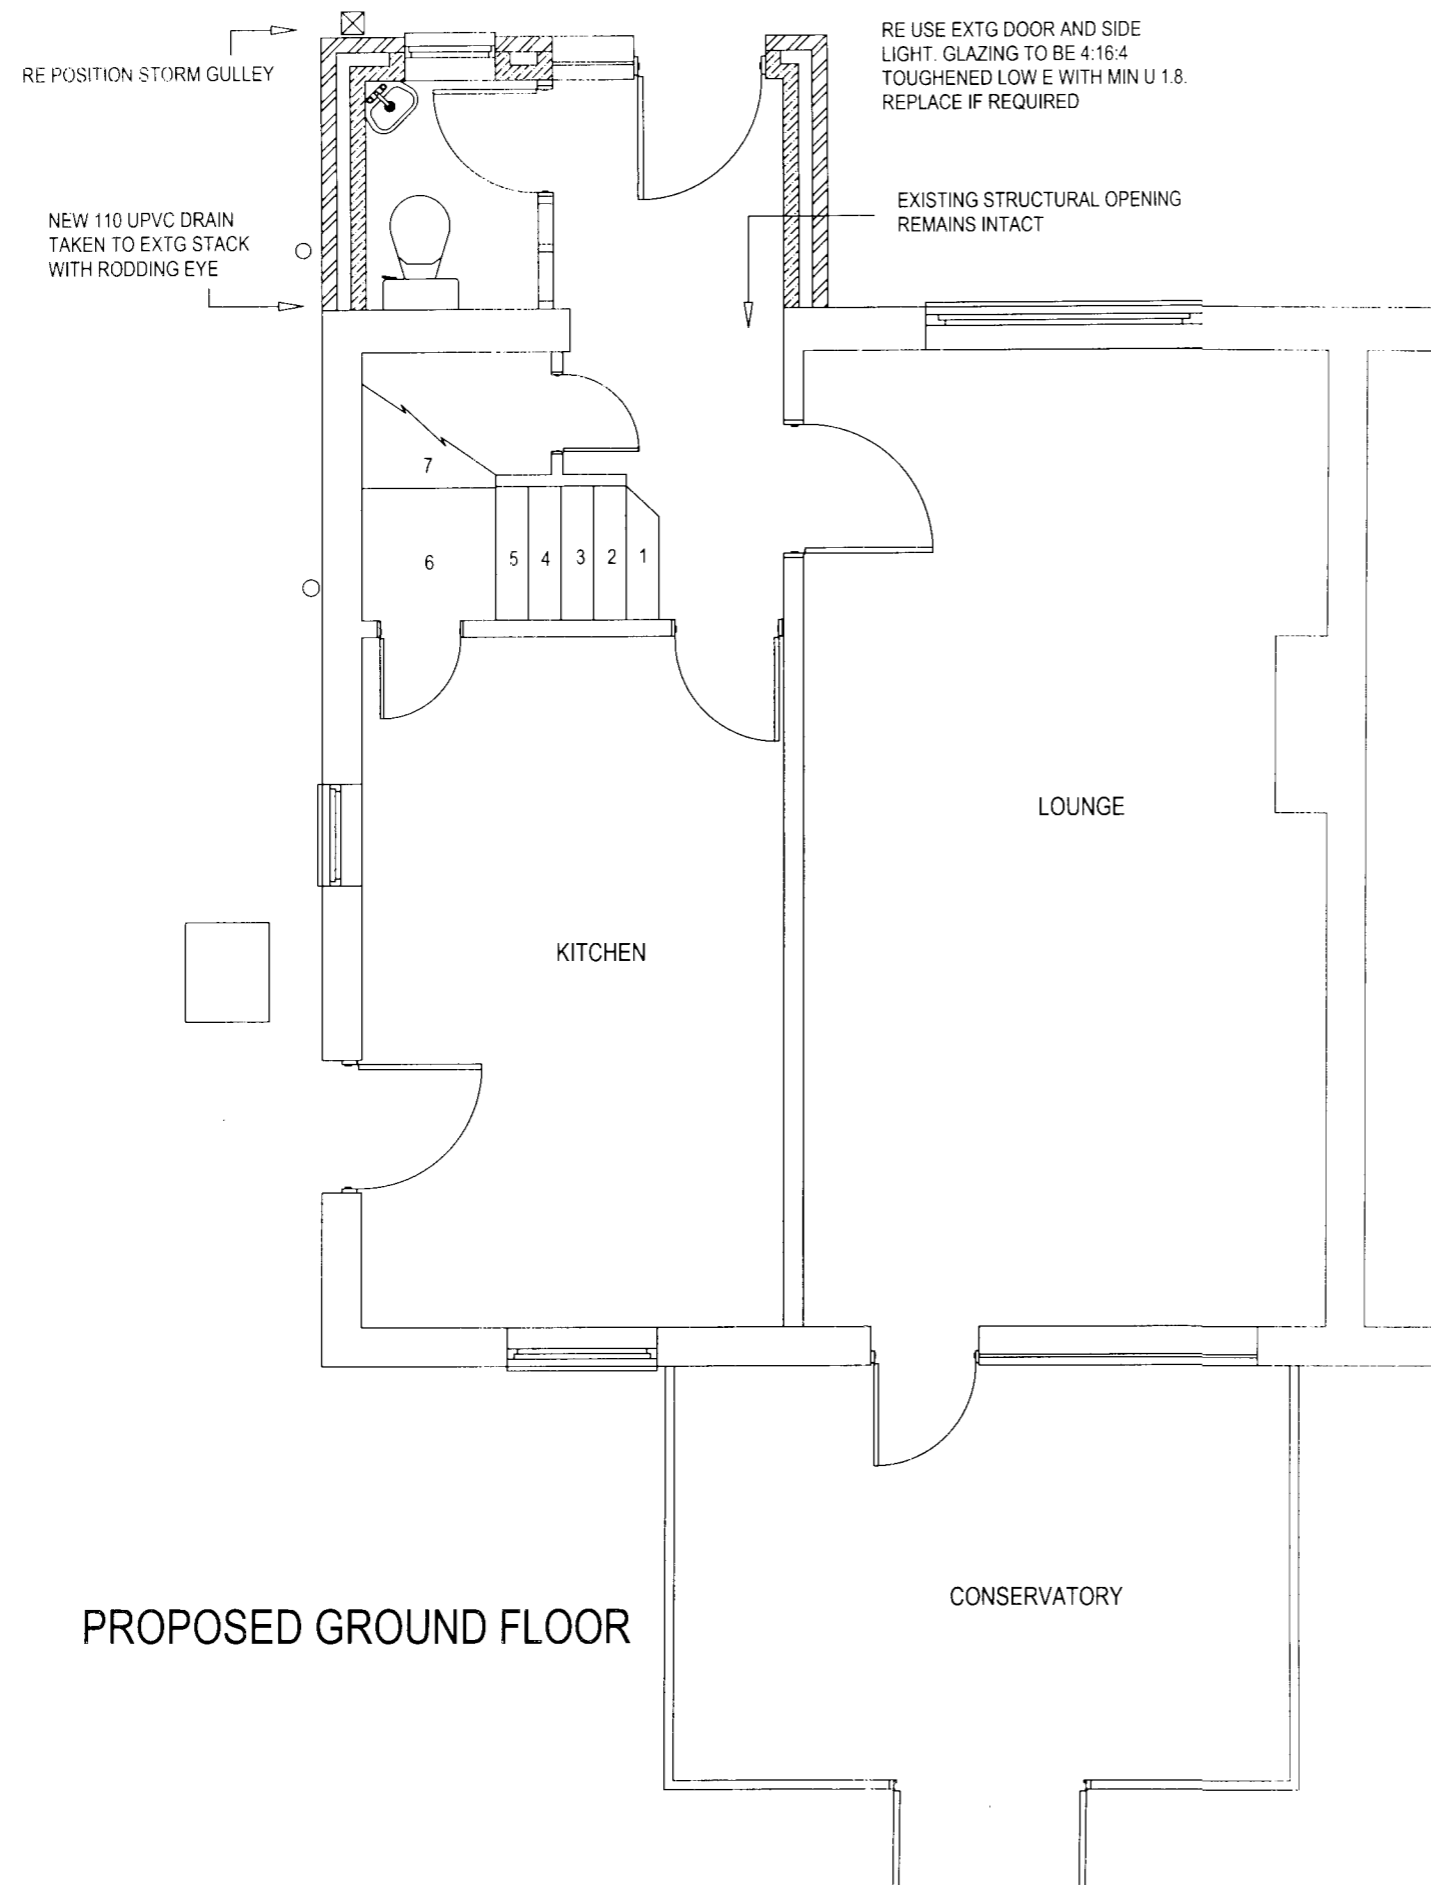 RE POSITION STORM GULLEY
RE USE EXTG DOOR AND SIDE
LIGHT. GLAZING TO BE 4:16:4
TOUGHENED LOW E WITH MIN U 1.8.
REPLACE IF REQUIRED
NEW 110 UPVC DRAIN
TAKEN TO EXTG STACK
WITH RODDING EYE
EXISTING STRUCTURAL OPENING
REMAINS INTACT
7
6
5 4 3 2 1
LOUNGE
KITCHEN
CONSERVATORY
PROPOSED GROUND FLOOR